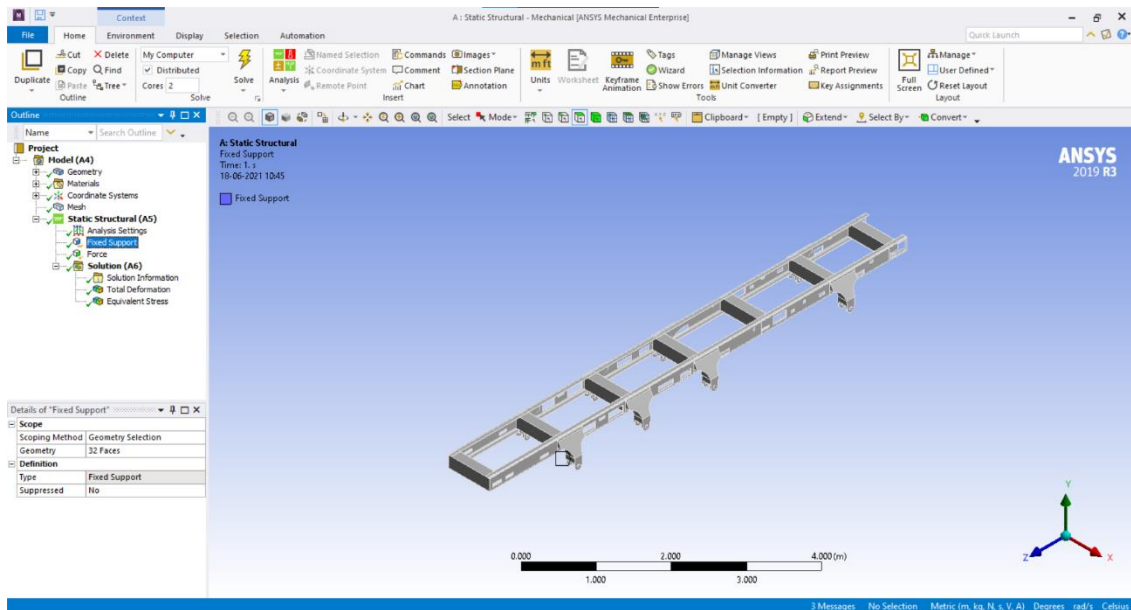 Context
A : Static Structural - Mechanical [ANSYS Mechanical Enterprise]
File Home Environment Display Selection Automation
Quick Launch
Duplicate
Cut
Copy
Paste
Delete
Find
Tree
Outline
My Computer
Distributed
Cores 2
Solve
Solve
Analysis
Named Selection
Coordinate System
Remote Point
Commands
Comment
Chart
Images
Section Plane
Annotation
Insert
Units
Worksheet
Keyframe
Animation
Tags
Wizard
Show Errors
Manage Views
Selection Information
Unit Converter
Print Preview
Report Preview
Key Assignments
Tools
Full
Screen
Manage
User Defined
Reset Layout
Layout
Outline
Select Mode Clipboard [Empty] Extend Select By Convert
Name Search Outline
Project
Model (A4)
Geometry
Materials
Coordinate Systems
Mesh
Static Structural (A5)
Analysis Settings
Fixed Support
Force
Solution (A6)
Solution Information
Total Deformation
Equivalent Stress
A: Static Structural
Fixed Support
Time: 1. s
18-06-2021 10:45
Fixed Support
ANSYS
2019 R3
Details of "Fixed Support"
Scope
Scoping Method Geometry Selection
Geometry 32 Faces
Definition
Type Fixed Support
Suppressed No
0.000 2.000 4.000 (m)
1.000 3.000
Y
Z X
3 Messages No Selection Metric (m, kg, N, s, V, A) Degrees rad/s Celsius